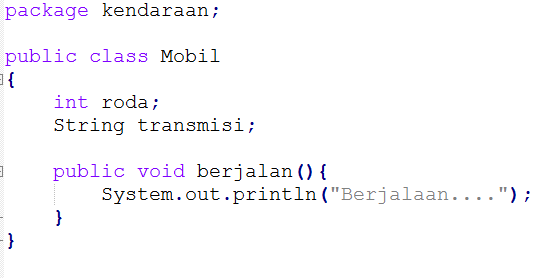 package kendaraan;
public class Mobil
{
int roda;
String transmisi;
public void berjalan(){
System.out.println("Berjalaan....");
}
}